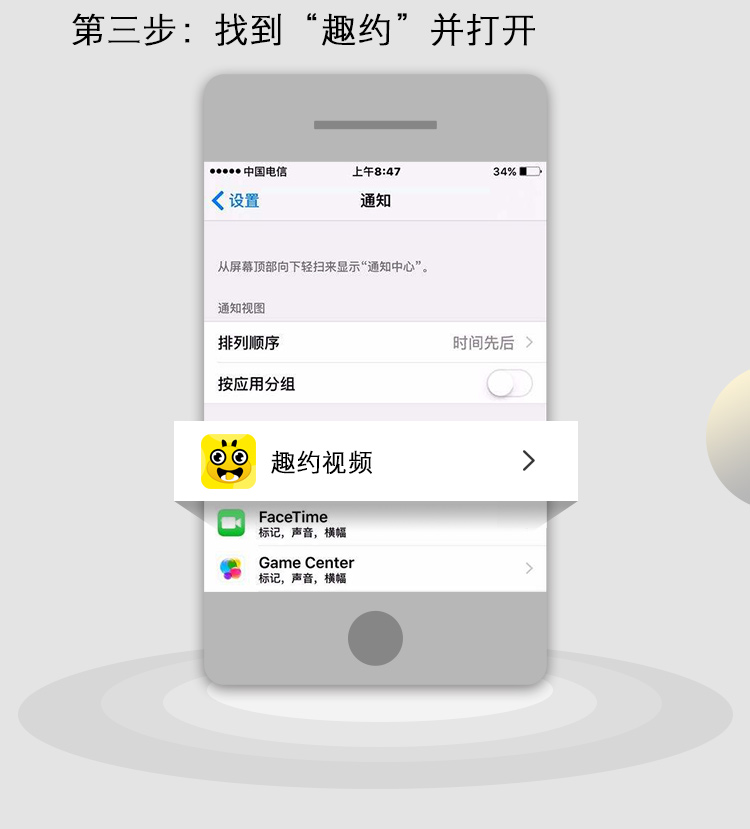 第三步：找到“趣约”并打开
中国电信 上午8:47 34%
设置 通知
从屏幕顶部向下轻扫来显示“通知中心”。
通知视图
排列顺序 时间先后
按应用分组
趣约视频
FaceTime
标记，声音，横幅
Game Center
标记，声音，横幅